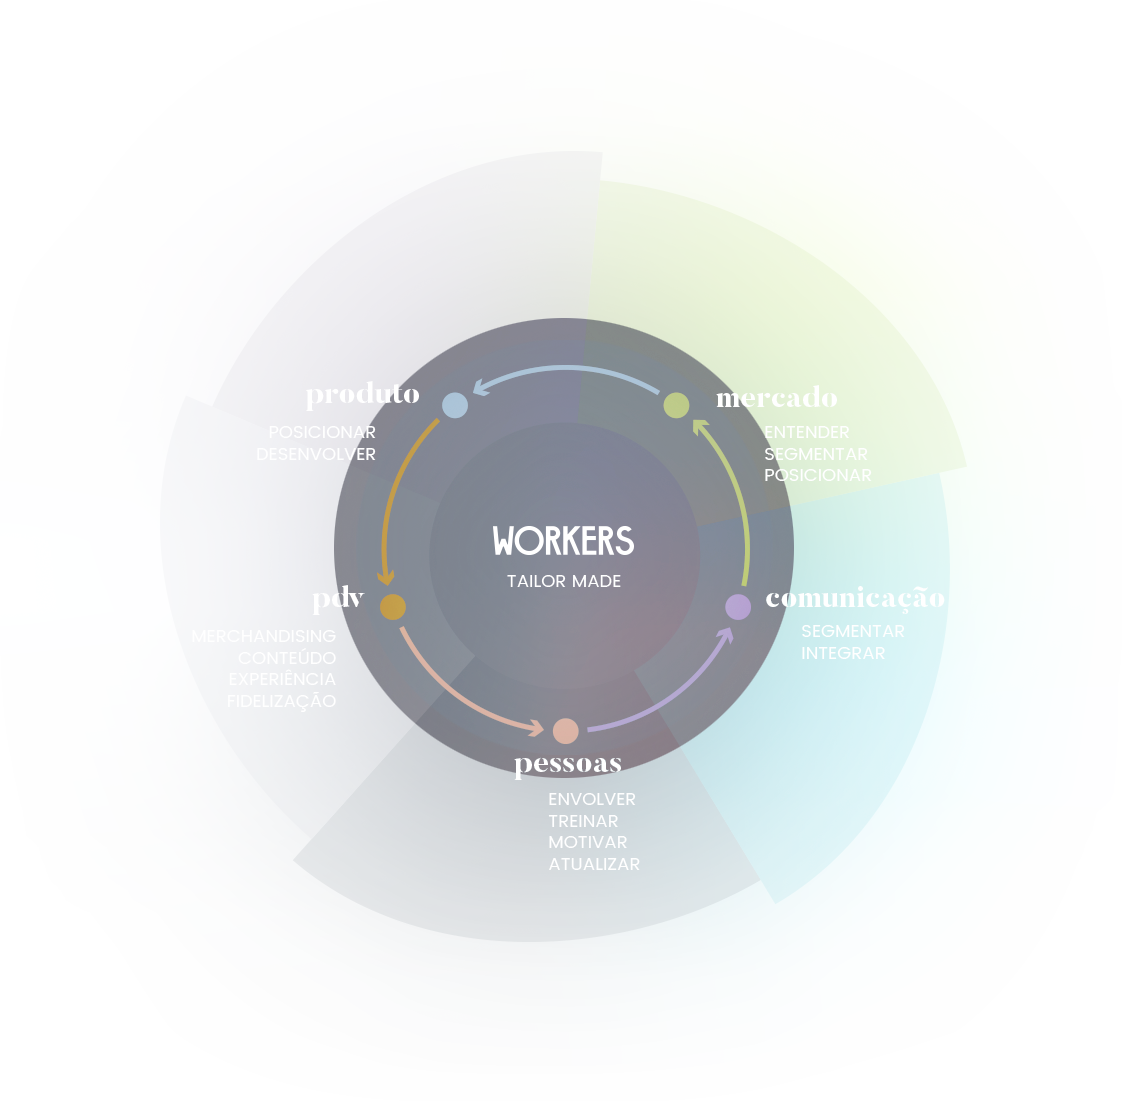 produto
POSICIONAR
DESENVOLVER
mercado
ENTENDER
SEGMENTAR
POSICIONAR
WORKERS
TAILOR MADE
pdv
MERCHANDISING
CONTEÚDO
EXPERIÊNCIA
FIDELIZAÇÃO
comunicação
SEGMENTAR
INTEGRAR
pessoas
ENVOLVER
TREINAR
MOTIVAR
ATUALIZAR